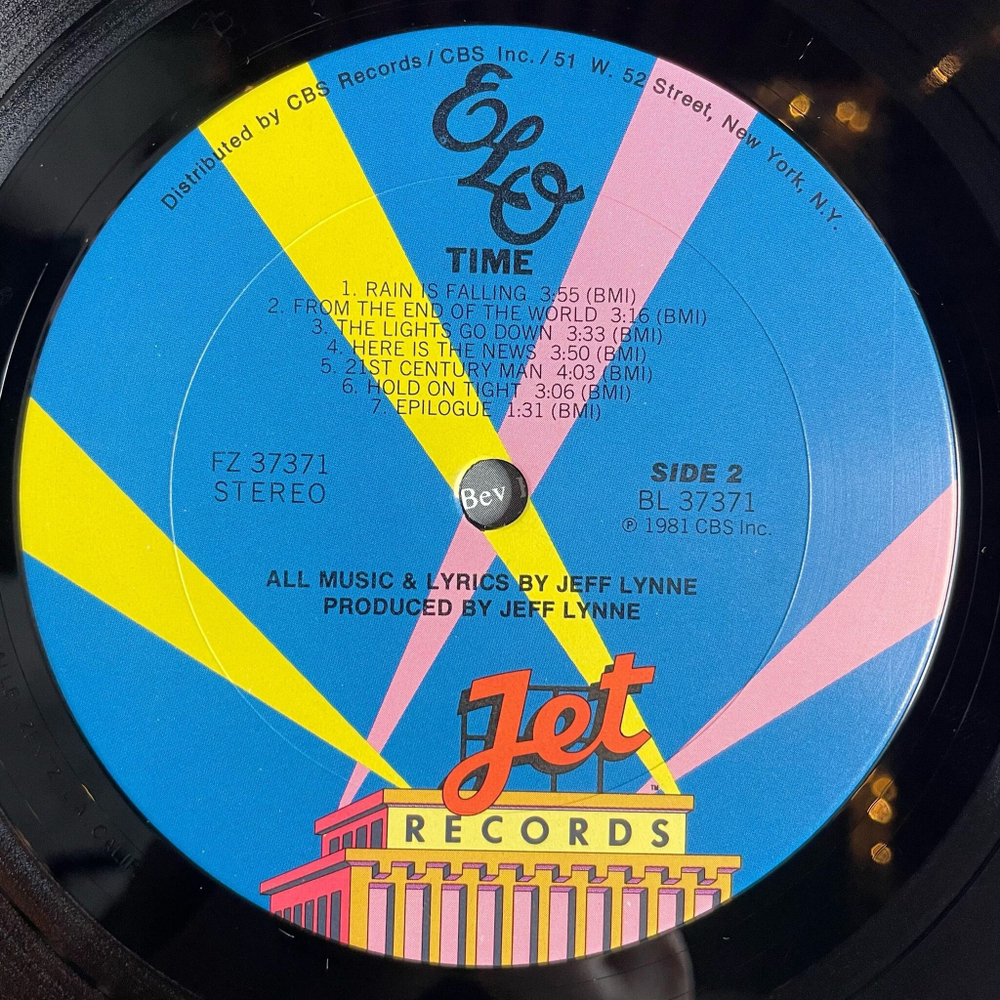 Distributed by CBS Records / CBS Inc. / 51 W. 52 Street, New York, N.Y.
ELO
TIME
1. RAIN IS FALLING 3:55 (BMI)
2. FROM THE END OF THE WORLD 3:16 (BMI)
3. THE LIGHTS GO DOWN 3:33 (BMI)
4. HERE IS THE NEWS 3:50 (BMI)
5. 21ST CENTURY MAN 4:03 (BMI)
6. HOLD ON TIGHT 3:06 (BMI)
7. EPILOGUE 1:31 (BMI)
FZ 37371
STEREO
Bev
SIDE 2
BL 37371
℗ 1981 CBS Inc.
ALL MUSIC & LYRICS BY JEFF LYNNE
PRODUCED BY JEFF LYNNE
Jet
TM
RECORDS